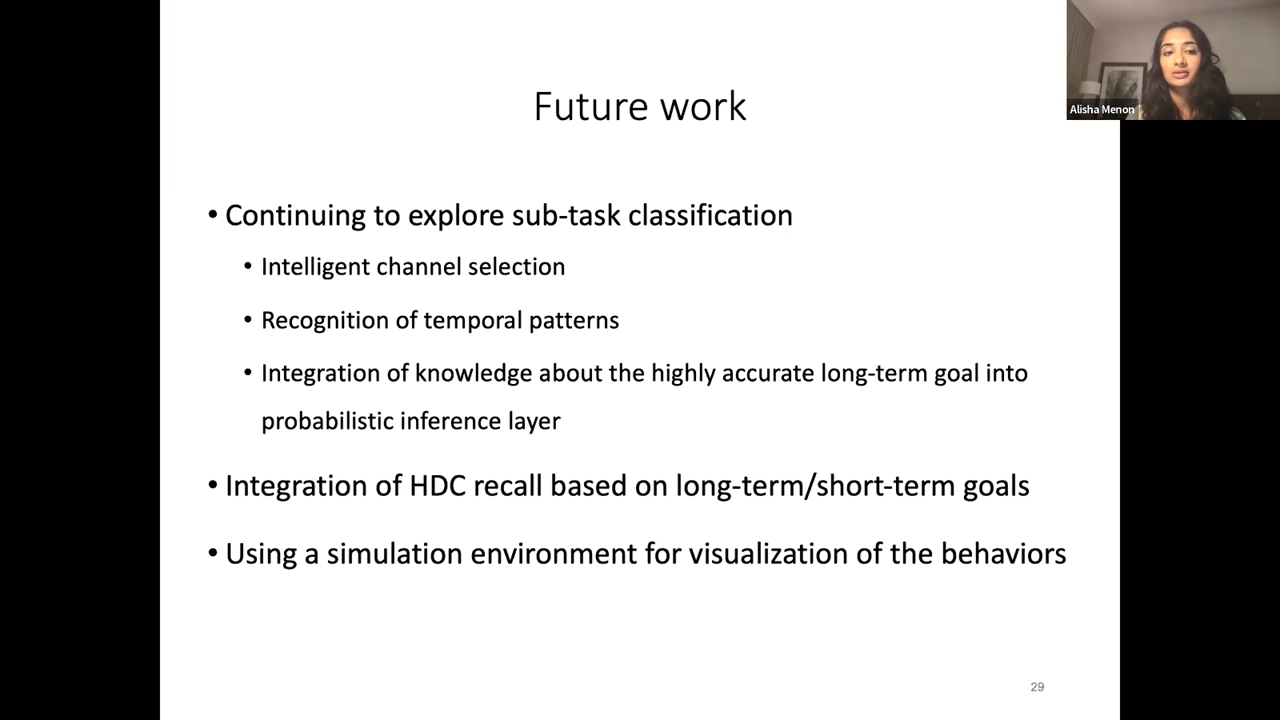 Alisha Menon
Future work
• Continuing to explore sub-task classification
• Intelligent channel selection
• Recognition of temporal patterns
• Integration of knowledge about the highly accurate long-term goal into
probabilistic inference layer
• Integration of HDC recall based on long-term/short-term goals
• Using a simulation environment for visualization of the behaviors
29